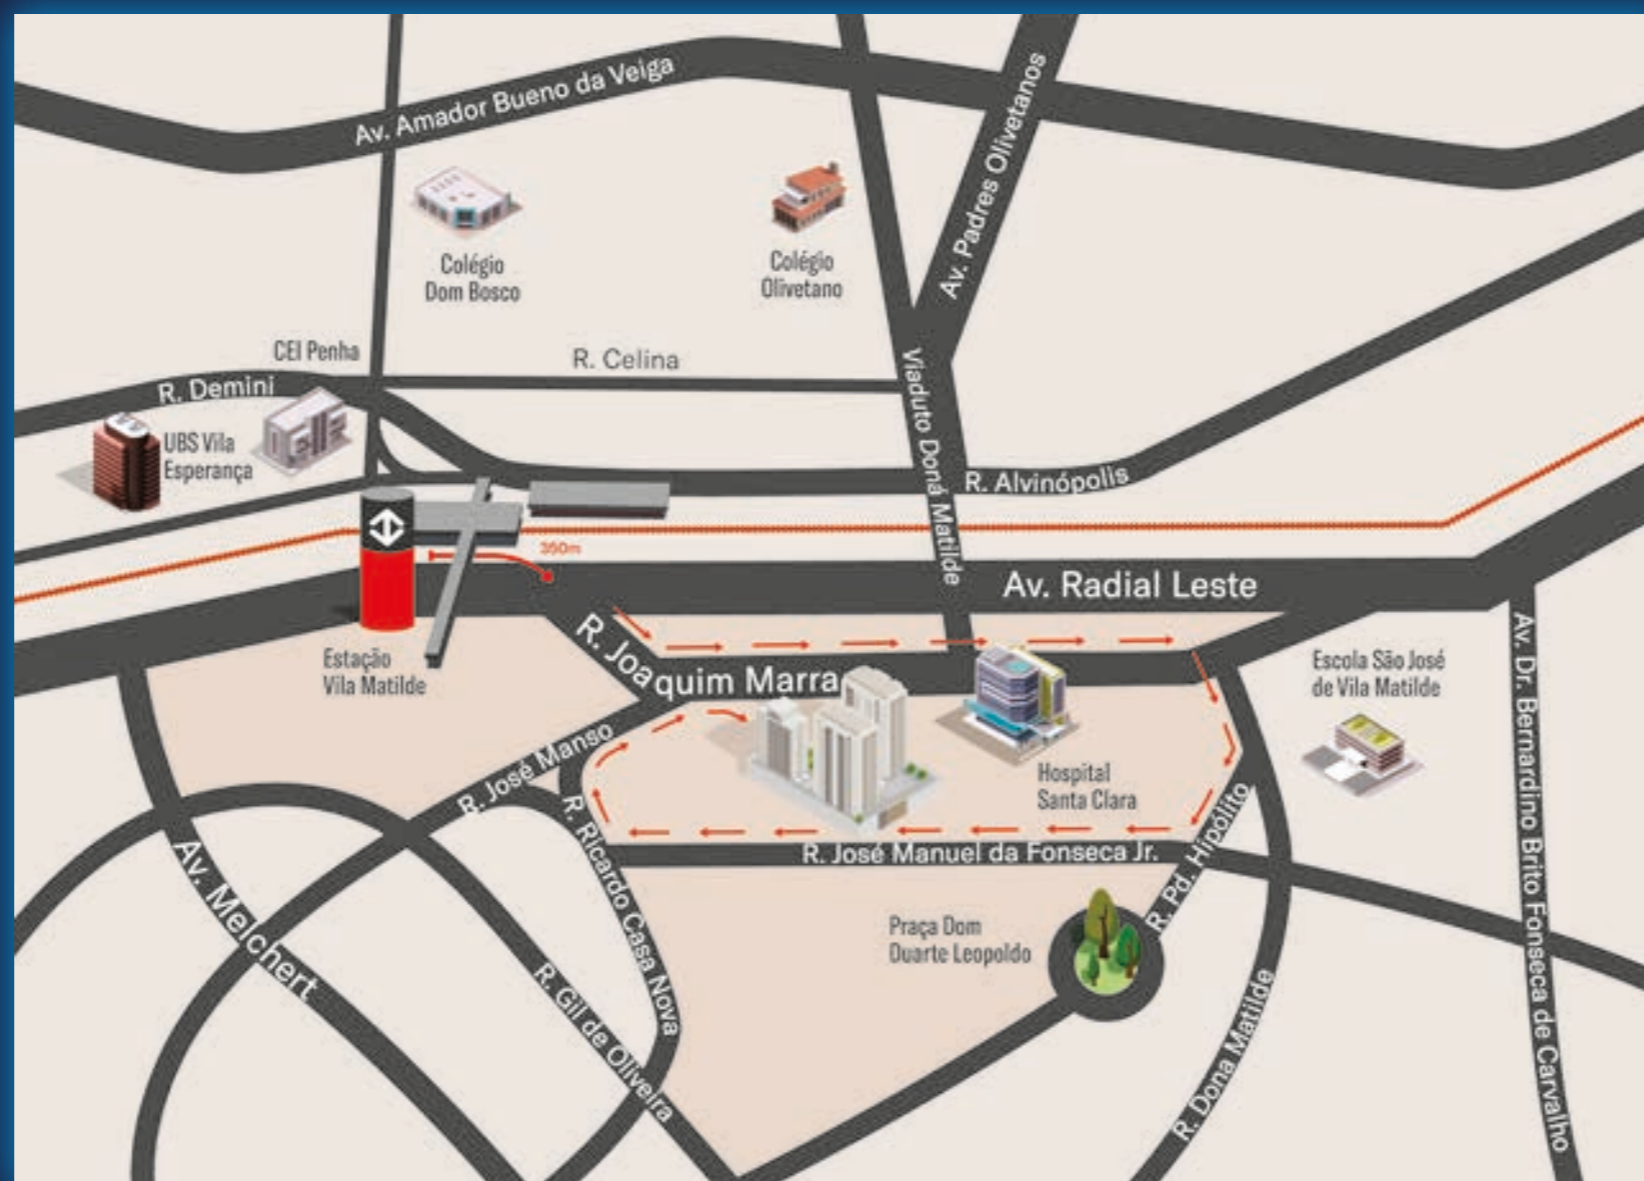 Av. Amador Bueno da Veiga
Av. Padres Olivetanos
Colégio
Dom Bosco
Colégio
Olivetano
CEI Penha
R. Celina
R. Demini
UBS Vila
Esperança
Viaduto Dona Matilde
R. Alvinópolis
350m
Av. Radial Leste
R. Joaquim Marra
Estação
Vila Matilde
Escola São José
de Vila Matilde
R. José Manso
Hospital
Santa Clara
R. Ricardo Casa Nova
R. José Manuel da Fonseca Jr.
R. Pd. Hipólito
Av. Dr. Bernardino Brito Fonseca de Carvalho
Av. Melchert
Praça Dom
Duarte Leopoldo
R. Gil de Oliveira
R. Dona Matilde